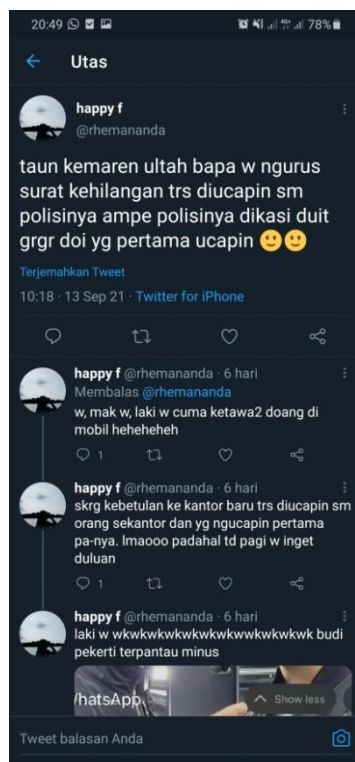 20:49 78%
Utas
happy f
@rhemananda
taun kemaren ultah bapa w ngurus
surat kehilangan trs diucapin sm
polisinya ampe polisinya dikasi duit
grgr doi yg pertama ucapin 🙂🙂
Terjemahkan Tweet
10:18 · 13 Sep 21 · Twitter for iPhone
happy f @rhemananda · 6 hari
Membalas @rhemananda
w, mak w, laki w cuma ketawa2 doang di
mobil heheheheh
1
happy f @rhemananda · 6 hari
skrg kebetulan ke kantor baru trs diucapin sm
orang sekantor dan yg ngucapin pertama
pa-nya. lmaooo padahal td pagi w inget
duluan
1
happy f @rhemananda · 6 hari
laki w wkwkwkwkwkwkwkwwkwkwkwk budi
pekerti terpantau minus
WhatsApp
Show less
Tweet balasan Anda